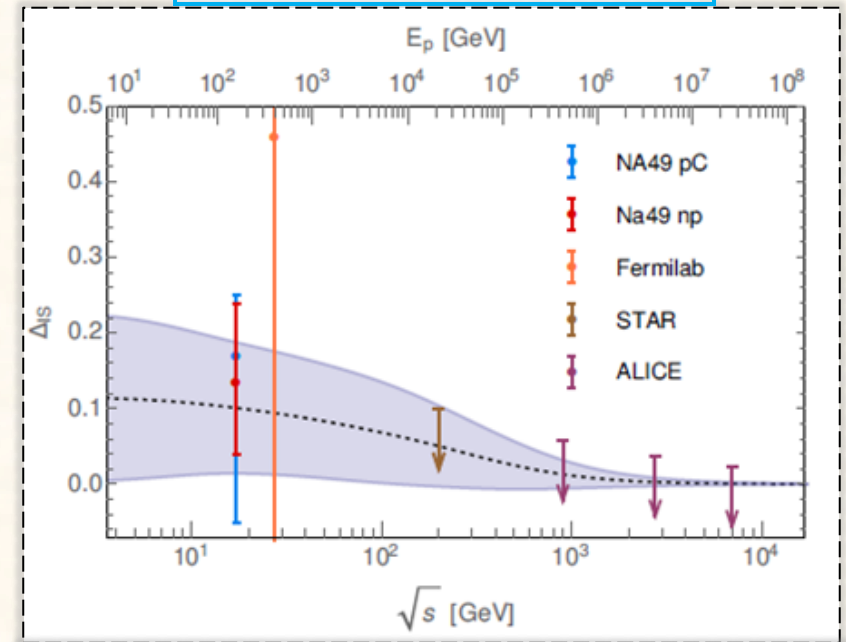 E_p [GeV]
10^1 10^2 10^3 10^4 10^5 10^6 10^7 10^8
0.5
0.4
0.3
0.2
0.1
0.0
Δ_IS
NA49 pC
Na49 np
Fermilab
STAR
ALICE
10^1 10^2 10^3 10^4
√s [GeV]